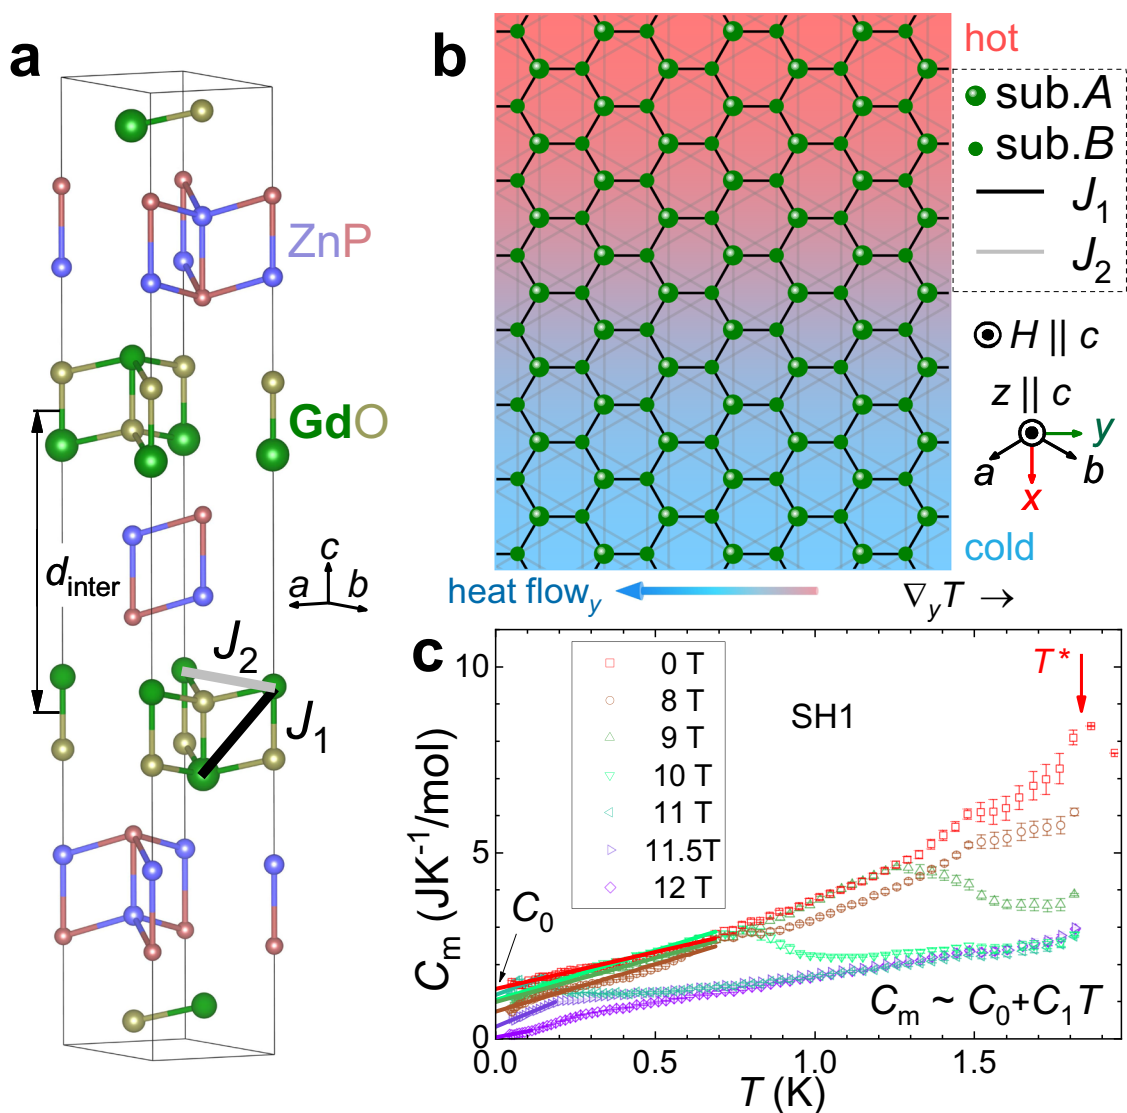 a
ZnP
GdO
d_inter
c
a b
J_2
J_1
b
hot
sub.A
sub.B
J_1
J_2
H || c
z || c
y
a b
x
cold
heat flow_y
∇_yT →
c
10
5
0
C_m (JK^-1/mol)
0 T
8 T
9 T
10 T
11 T
11.5T
12 T
SH1
T*
C_0
C_m ~ C_0+C_1T
0.0 0.5 1.0 1.5
T (K)